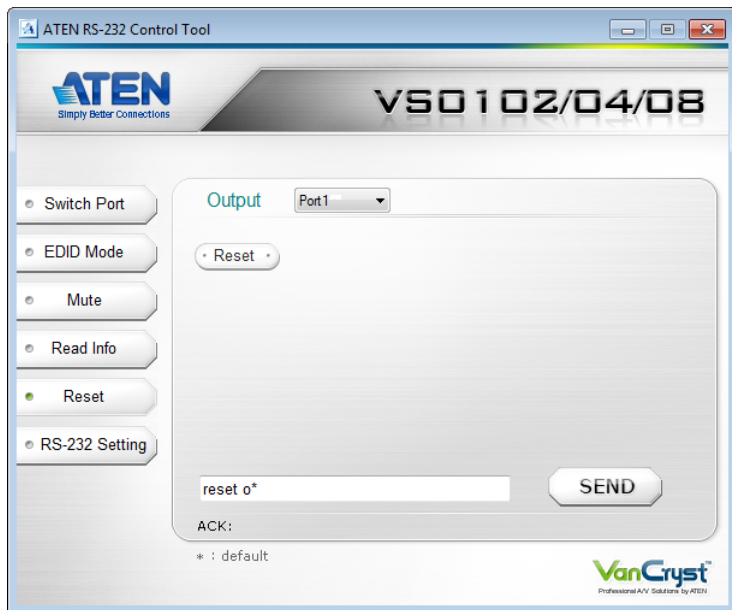 ATEN RS-232 Control Tool
ATEN
Simply Better Connections
VS0102/04/08
Switch Port
EDID Mode
Mute
Read Info
Reset
RS-232 Setting
Output Port1
Reset
reset o*
SEND
ACK:
* : default
VanCryst™
Professional A/V Solutions by ATEN